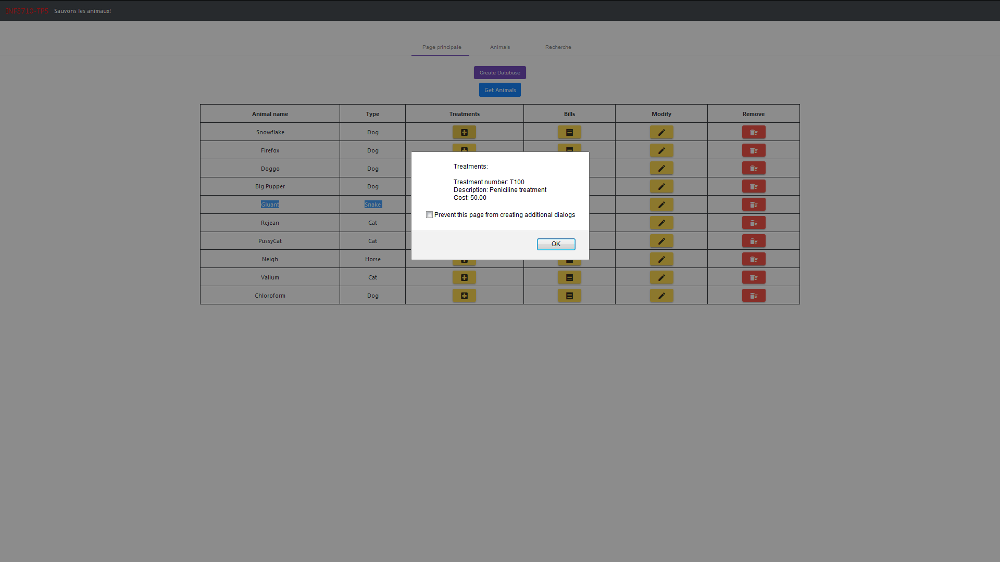 INF3710-TP5 Sauvons les animaux!
Page principale Animals Recherche
Create Database
Get Animals
Animal name Type Treatments Bills Modify Remove
Snowflake Dog
Firefox Dog
Doggo Dog
Big Pupper Dog
Gluant Snake
Rejean Cat
PussyCat Cat
Neigh Horse
Valium Cat
Chloroform Dog
Treatments:
Treatment number: T100
Description: Peniciline treatment
Cost: 50.00
Prevent this page from creating additional dialogs
OK